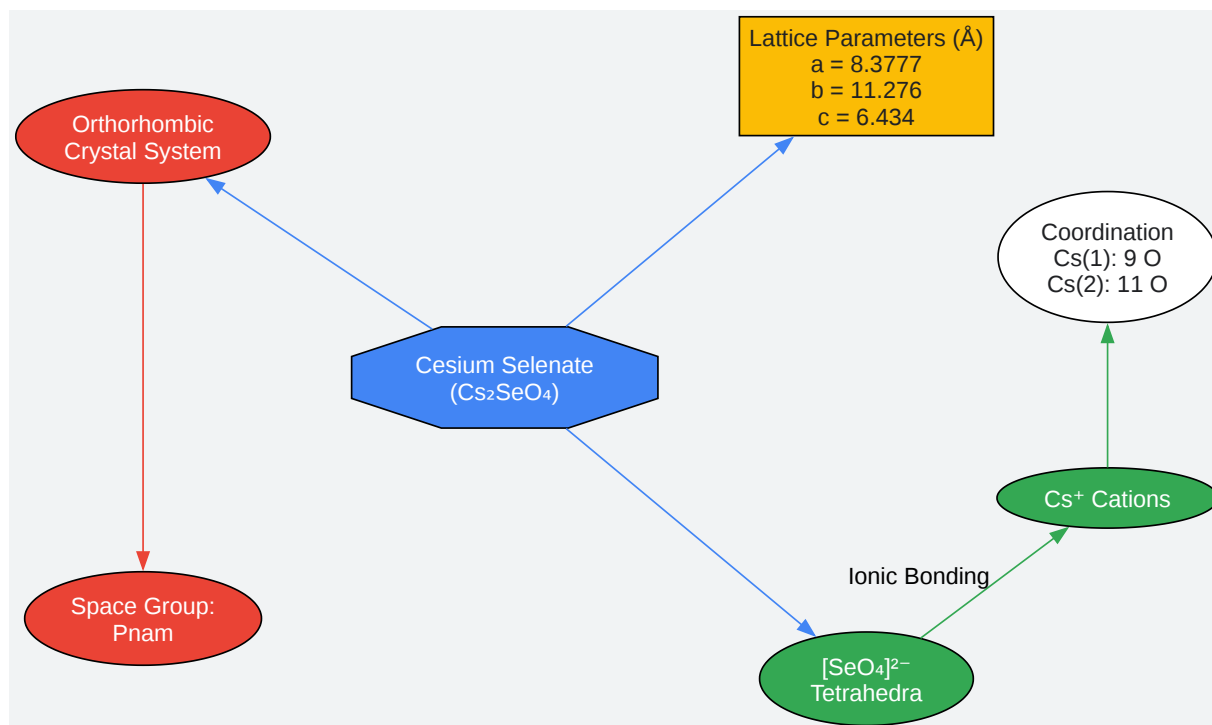 Lattice Parameters (Å)
a = 8.3777
b = 11.276
c = 6.434
Orthorhombic
Crystal System
Coordination
Cs(1): 9 O
Cs(2): 11 O
Cesium Selenate
(Cs₂SeO₄)
Cs⁺ Cations
Ionic Bonding
Space Group:
Pnam
[SeO₄]²⁻
Tetrahedra